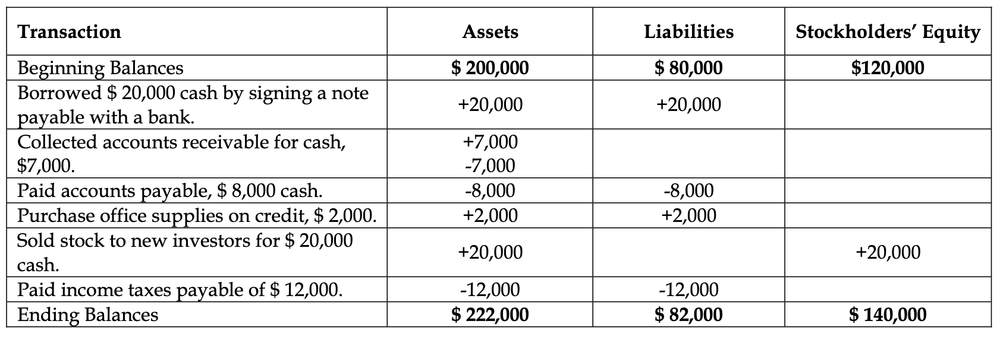 Transaction Assets Liabilities Stockholders’ Equity
Beginning Balances $ 200,000 $ 80,000 $120,000
Borrowed $ 20,000 cash by signing a note
payable with a bank.
+20,000 +20,000
Collected accounts receivable for cash,
$7,000.
+7,000
-7,000
Paid accounts payable, $ 8,000 cash. -8,000 -8,000
Purchase office supplies on credit, $ 2,000. +2,000 +2,000
Sold stock to new investors for $ 20,000
cash.
+20,000 +20,000
Paid income taxes payable of $ 12,000. -12,000 -12,000
Ending Balances $ 222,000 $ 82,000 $ 140,000